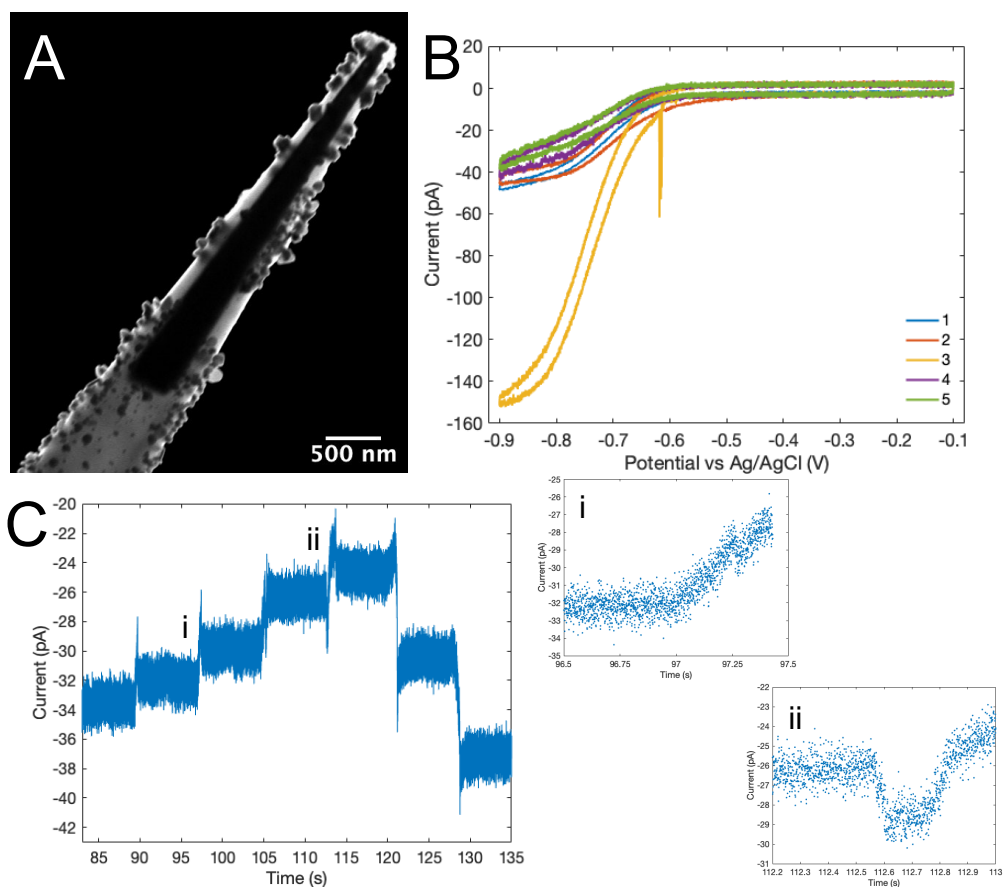 A
500 nm
B
20
0
-20
-40
-60
-80
-100
-120
-140
-160
Current (pA)
1
2
3
4
5
-0.9 -0.8 -0.7 -0.6 -0.5 -0.4 -0.3 -0.2 -0.1
Potential vs Ag/AgCl (V)
C
-20
-22
-24
-26
-28
-30
-32
-34
-36
-38
-40
-42
Current (pA)
i
ii
85 90 95 100 105 110 115 120 125 130 135
Time (s)
i
-25
-26
-27
-28
-29
-30
-31
-32
-33
-34
-35
Current (pA)
96.5 96.75 97 97.25 97.5
Time (s)
ii
-22
-23
-24
-25
-26
-27
-28
-29
-30
-31
Current (pA)
112.2 112.3 112.4 112.5 112.6 112.7 112.8 112.9 113
Time (s)